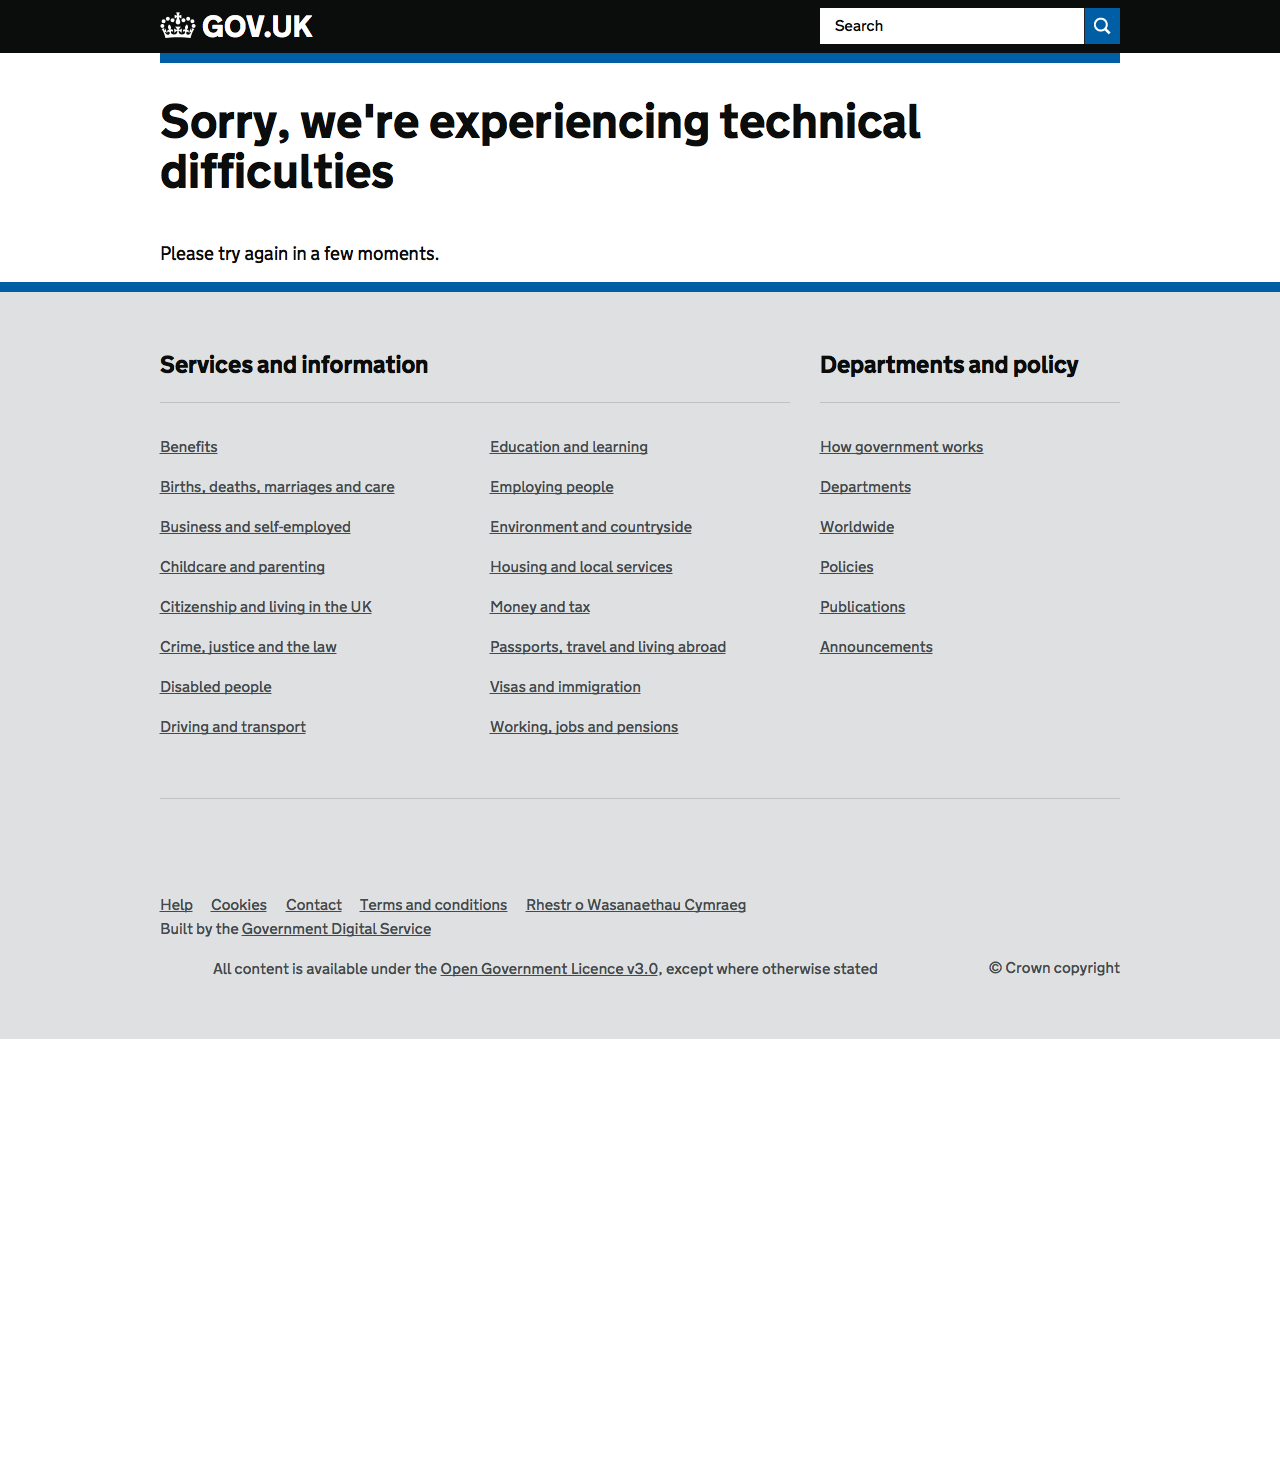 GOV.UK
Search
Sorry, we're experiencing technical
difficulties
Please try again in a few moments.
Services and information
Benefits
Births, deaths, marriages and care
Business and self-employed
Childcare and parenting
Citizenship and living in the UK
Crime, justice and the law
Disabled people
Driving and transport
Education and learning
Employing people
Environment and countryside
Housing and local services
Money and tax
Passports, travel and living abroad
Visas and immigration
Working, jobs and pensions
Departments and policy
How government works
Departments
Worldwide
Policies
Publications
Announcements
Help Cookies Contact Terms and conditions Rhestr o Wasanaethau Cymraeg
Built by the Government Digital Service
All content is available under the Open Government Licence v3.0, except where otherwise stated
© Crown copyright